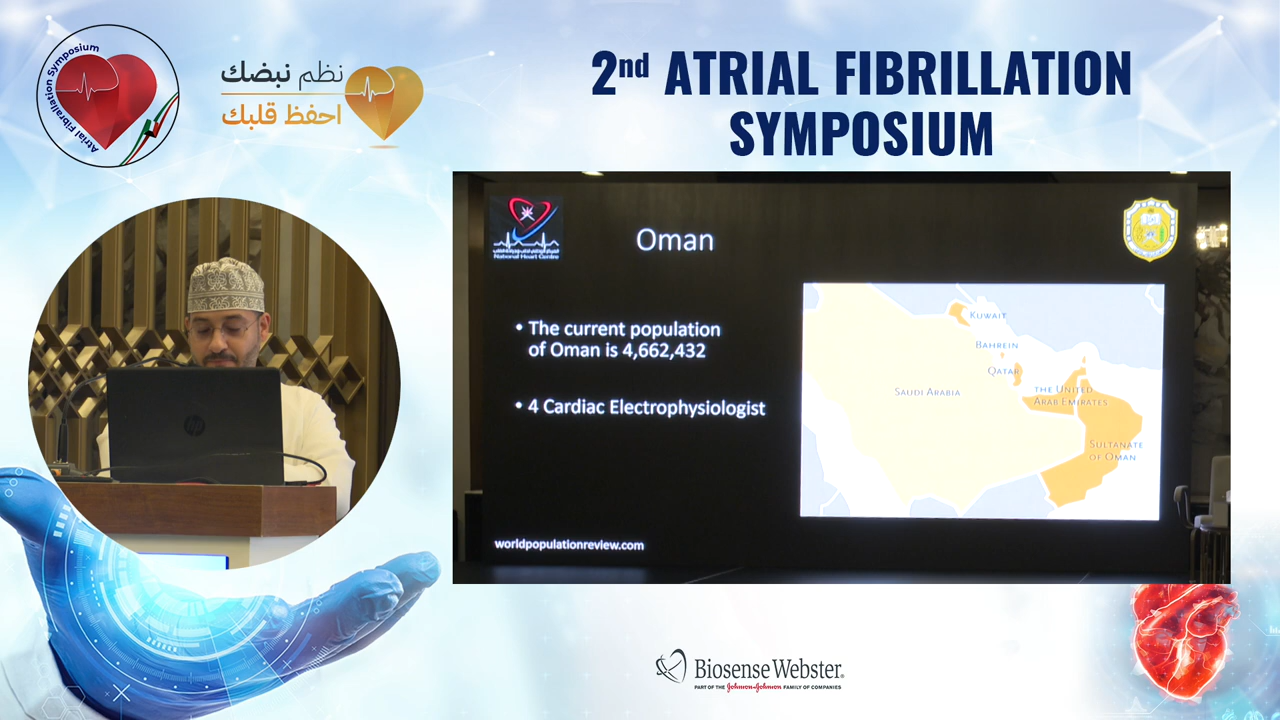 Atrial Fibrallation Symposium
نظم نبضك
احفظ قلبك
2nd ATRIAL FIBRILLATION
SYMPOSIUM
hp
National Heart Centre
Oman
• The current population
of Oman is 4,662,432
• 4 Cardiac Electrophysiologist
KUWAIT
BAHREIN
QATAR
SAUDI ARABIA
THE UNITED
ARAB EMIRATES
SULTANATE
OF OMAN
worldpopulationreview.com
Biosense Webster®
PART OF THE Johnson & Johnson FAMILY OF COMPANIES